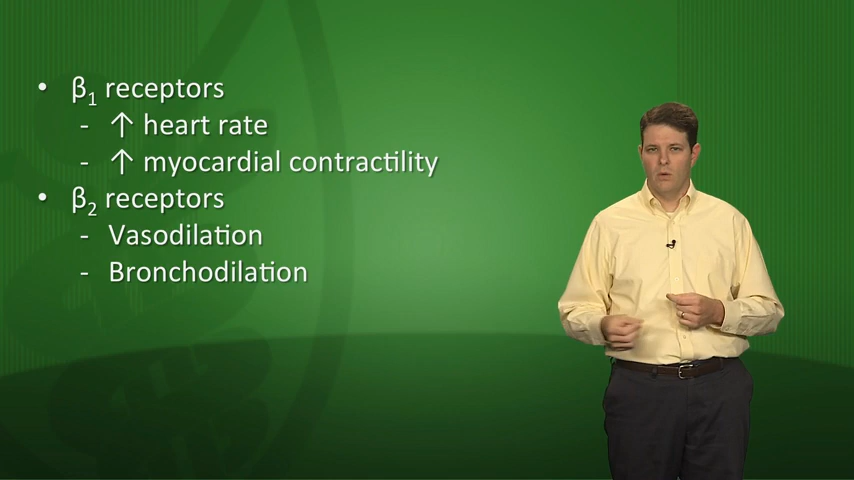 • β₁ receptors
- ↑ heart rate
- ↑ myocardial contractility
• β₂ receptors
- Vasodilation
- Bronchodilation